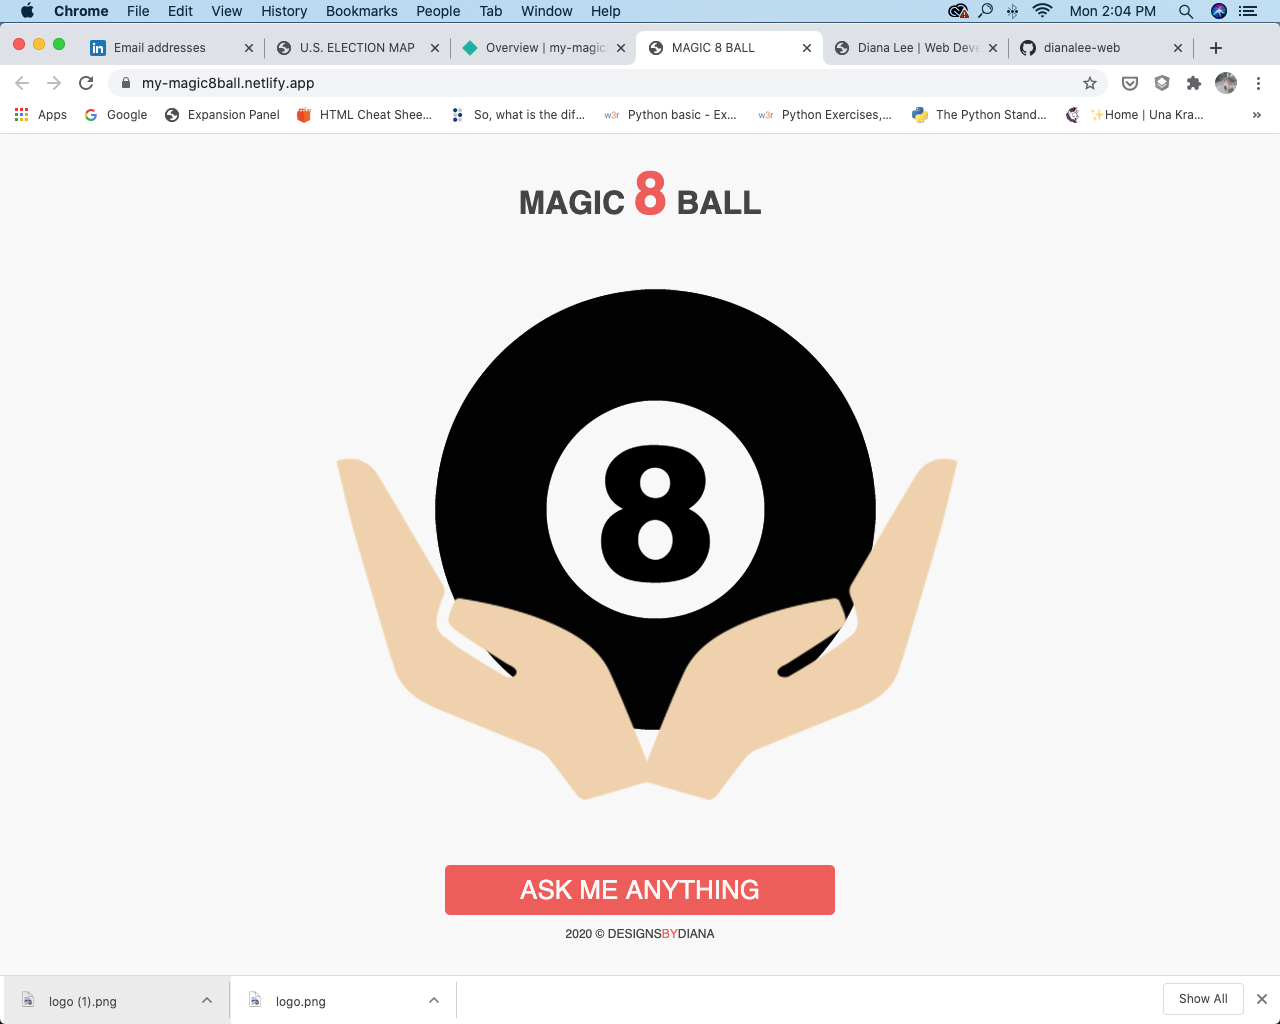 Chrome File Edit View History Bookmarks People Tab Window Help Mon 2:04 PM
Email addresses U.S. ELECTION MAP Overview | my-magic MAGIC 8 BALL Diana Lee | Web Deve dianalee-web
my-magic8ball.netlify.app
Apps Google Expansion Panel HTML Cheat Shee... So, what is the dif... w3r Python basic - Ex... w3r Python Exercises,... The Python Stand... ✨Home | Una Kra... »
MAGIC 8 BALL
8
ASK ME ANYTHING
2020 © DESIGNSBYDIANA
logo (1).png logo.png Show All